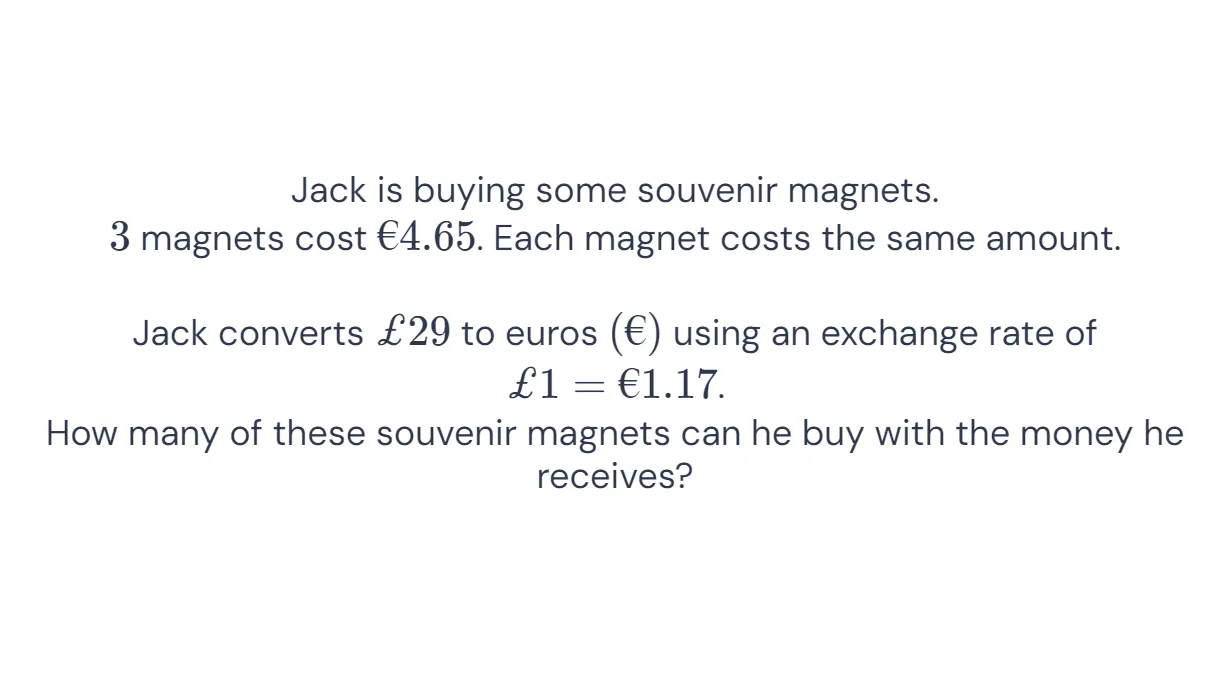 Jack is buying some souvenir magnets.
3 magnets cost €4.65. Each magnet costs the same amount.
Jack converts £29 to euros (€) using an exchange rate of
£1 = €1.17.
How many of these souvenir magnets can he buy with the money he
receives?